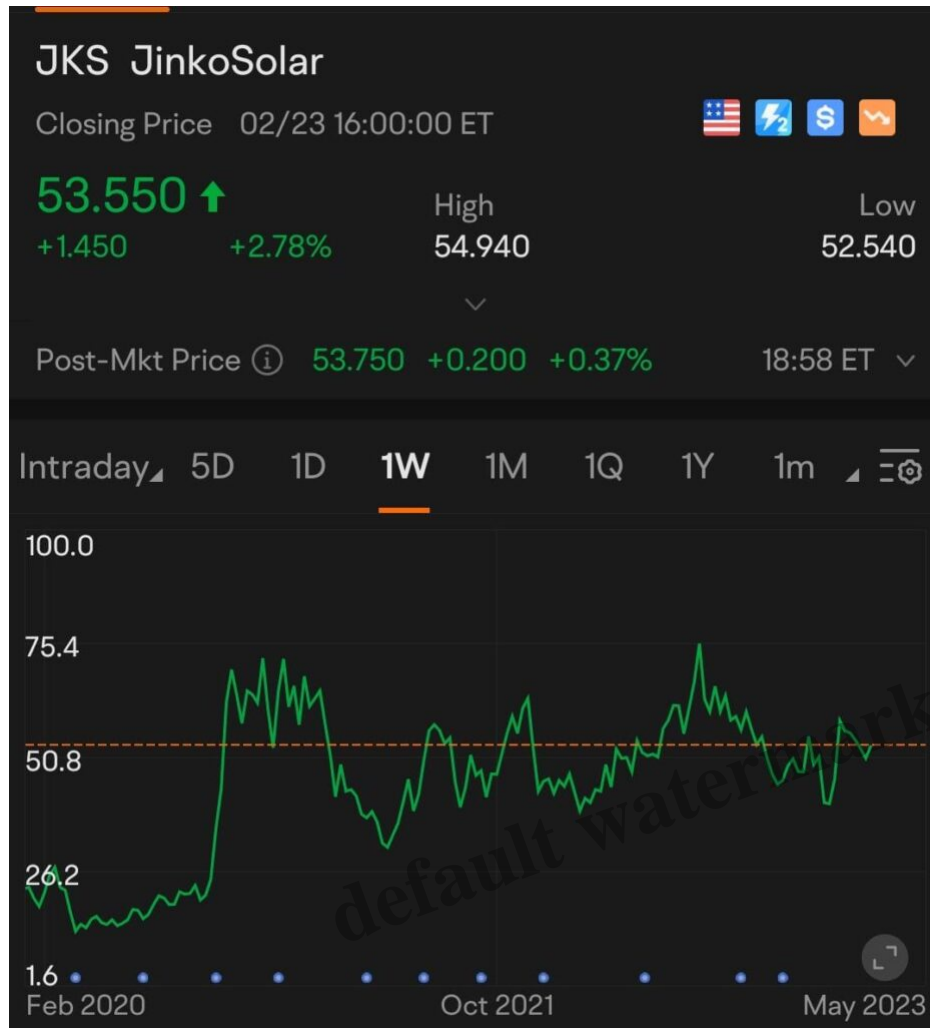 JKS JinkoSolar
Closing Price 02/23 16:00:00 ET
53.550
High
Low
+1.450 +2.78%
54.940
52.540
Post-Mkt Price 53.750 +0.200 +0.37% 18:58 ET
Intraday 5D 1D 1W 1M 1Q 1Y 1m
100.0
75.4
50.8
26.2
1.6
Feb 2020 Oct 2021 May 2023
default watermark